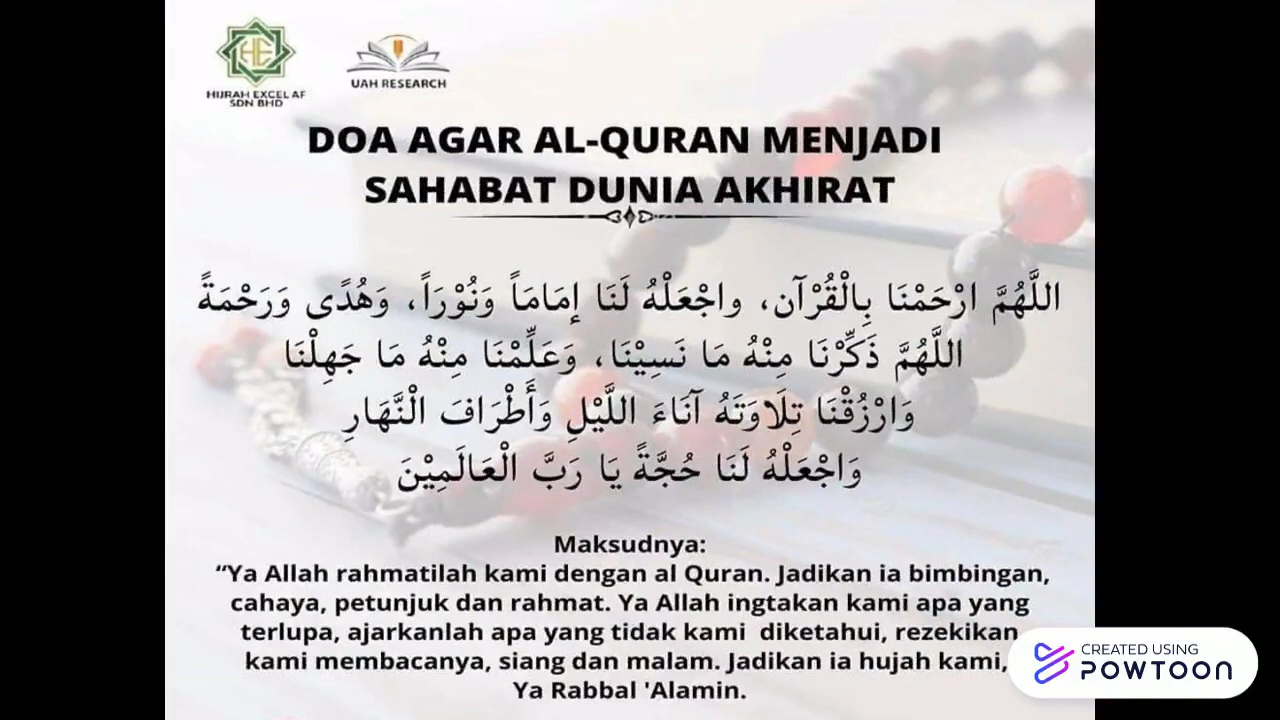 HIJRAH EXCEL AF
SDN BHD
UAH RESEARCH
DOA AGAR AL-QURAN MENJADI
SAHABAT DUNIA AKHIRAT
اللَّهُمَّ ارْحَمْنَا بِالْقُرْآن، واجْعَلْهُ لَنَا إمَامَاً وَنُوْرَاً، وَهُدًى وَرَحْمَةً
اللَّهُمَّ ذَكِّرْنَا مِنْهُ مَا نَسِيْنَا، وَعَلِّمْنَا مِنْهُ مَا جَهِلْنَا
وَارْزُقْنَا تِلَاوَتَهُ آنَاءَ اللَّيْلِ وَأَطْرَافَ الْنَّهَارِ
وَاجْعَلْهُ لَنَا حُجَّةً يَا رَبَّ الْعَالَمِيْنَ
Maksudnya:
“Ya Allah rahmatilah kami dengan al Quran. Jadikan ia bimbingan,
cahaya, petunjuk dan rahmat. Ya Allah ingtakan kami apa yang
terlupa, ajarkanlah apa yang tidak kami diketahui, rezekikan
kami membacanya, siang dan malam. Jadikan ia hujah kami,
Ya Rabbal 'Alamin.
CREATED USING
POWTOON